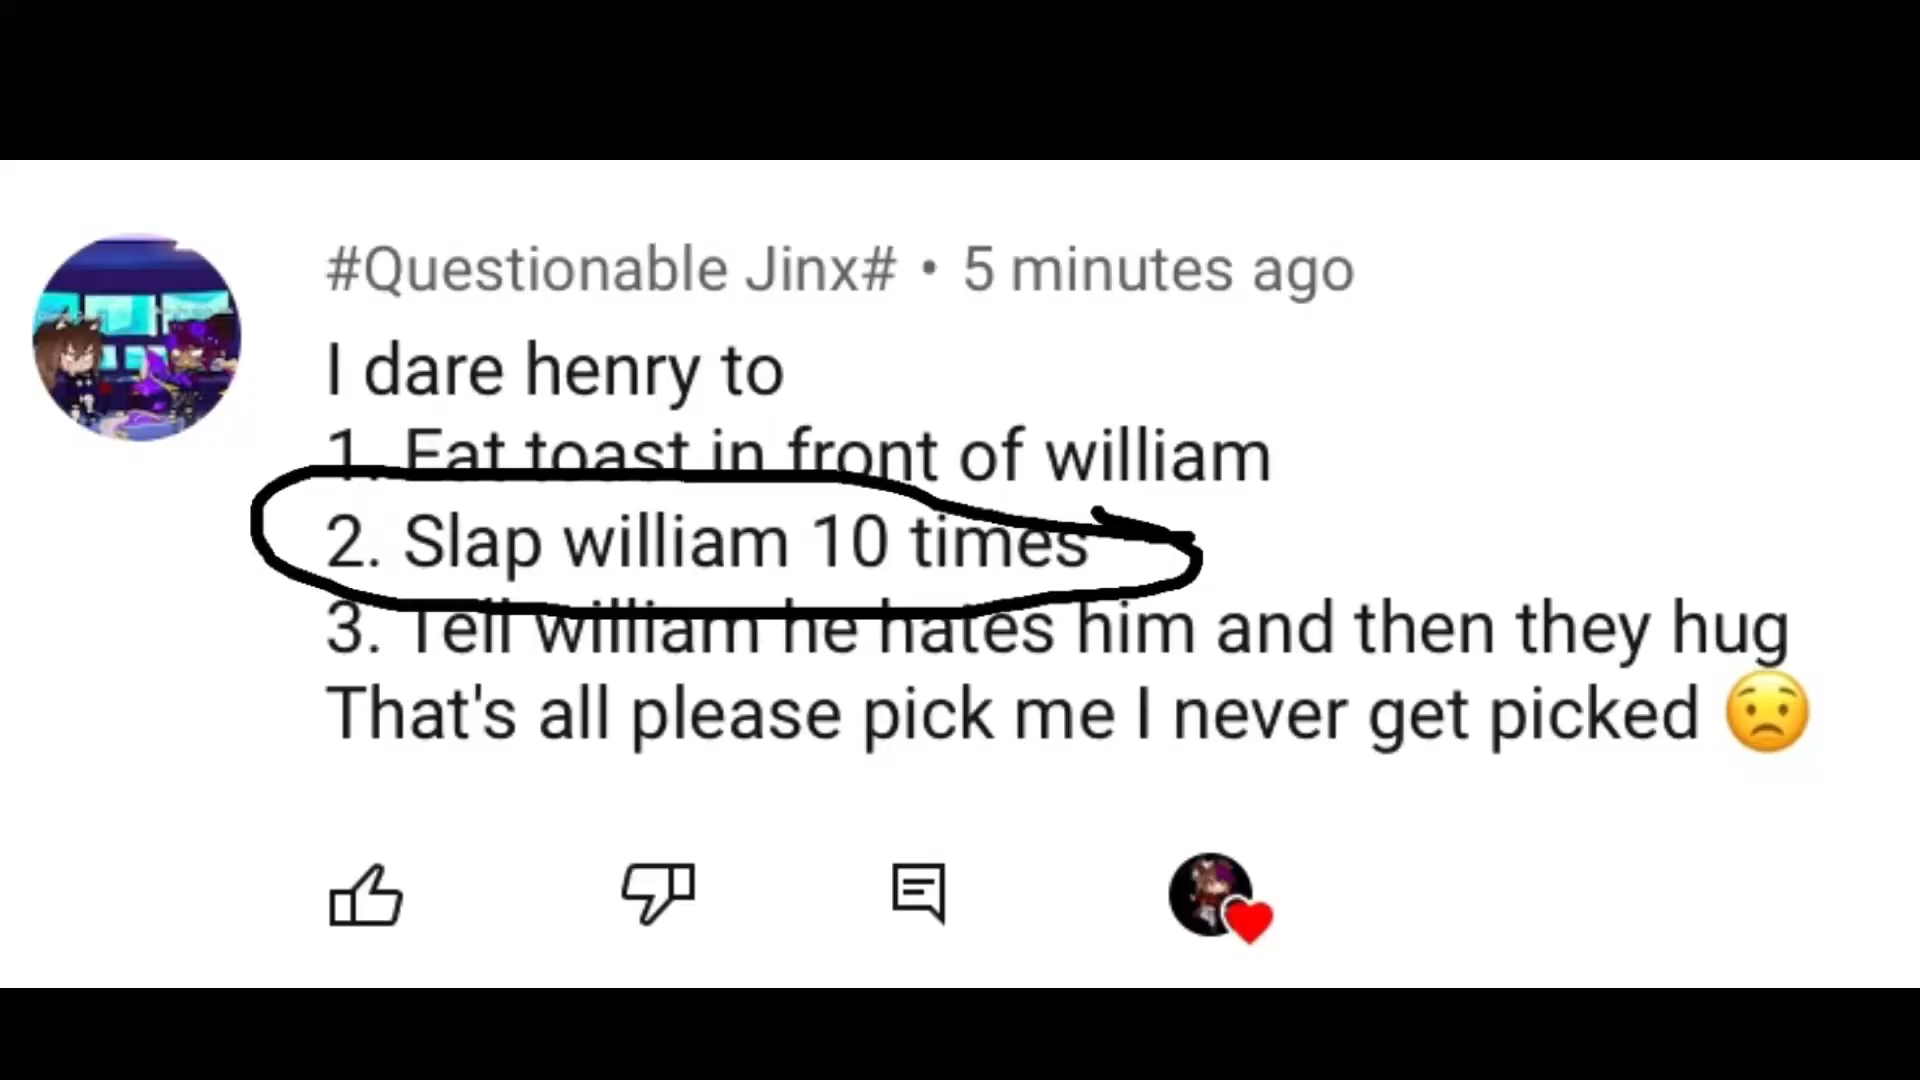 #Questionable Jinx# • 5 minutes ago
I dare henry to
1. Eat toast in front of william
2. Slap william 10 times
3. Tell william he hates him and then they hug
That's all please pick me I never get picked 😟